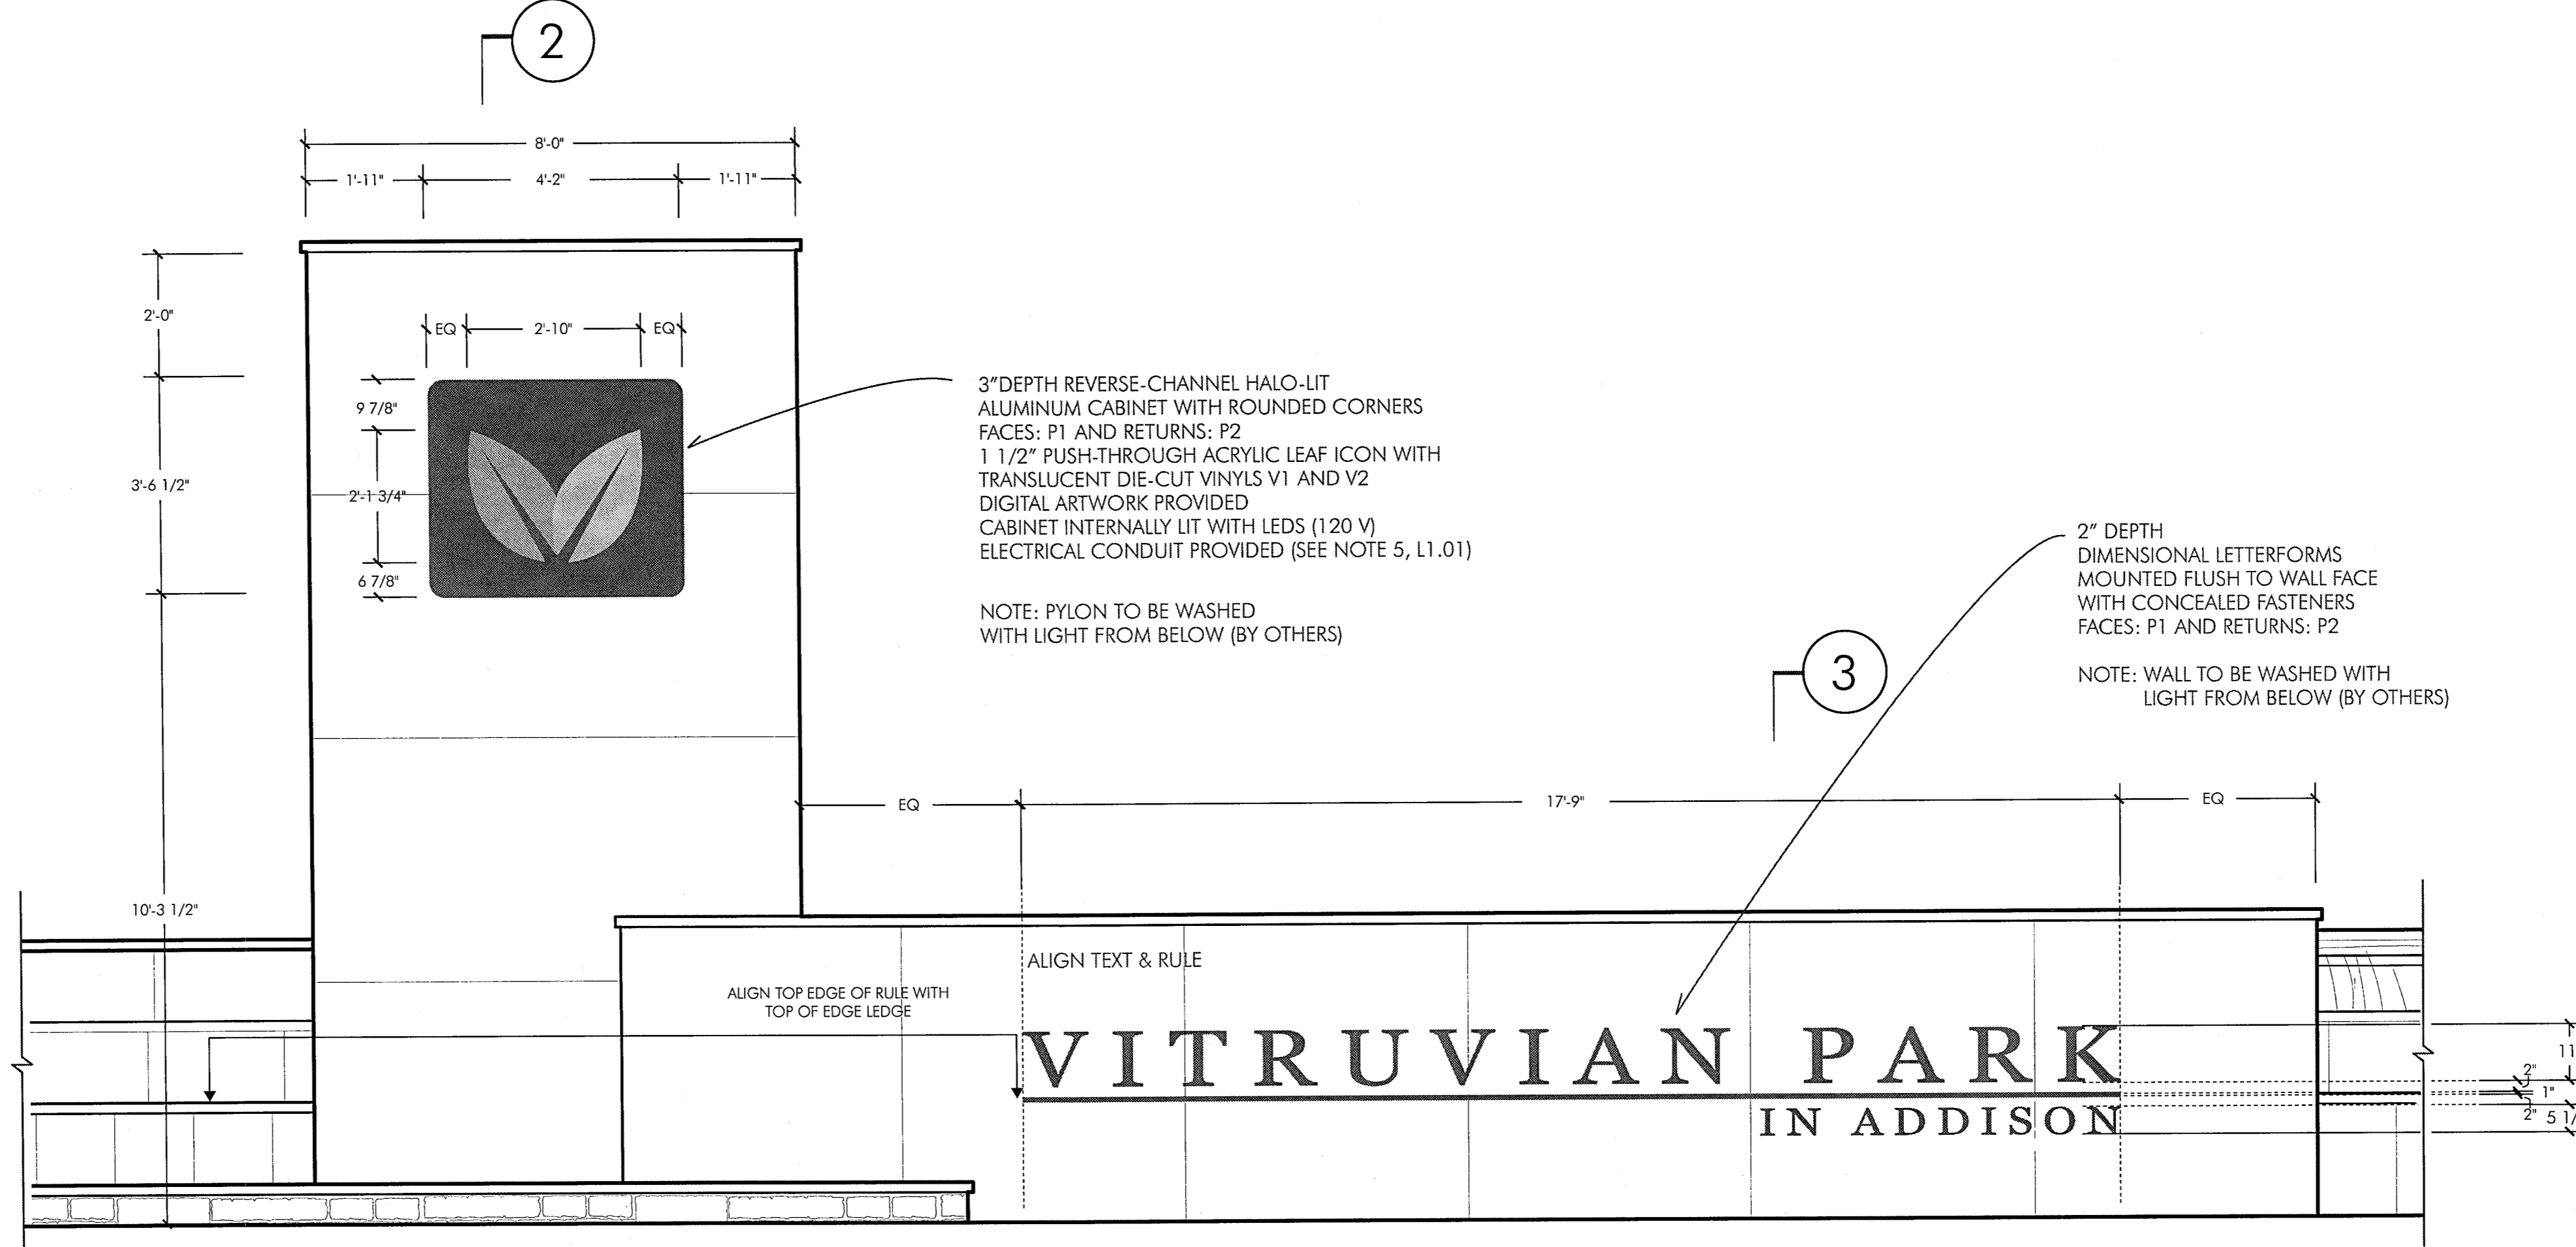 2
8'-0"
1'-11"
4'-2"
1'-11"
2'-0"
EQ
2'-10"
EQ
9 7/8"
3'-6 1/2"
2'-1 3/4"
6 7/8"
3"DEPTH REVERSE-CHANNEL HALO-LIT
ALUMINUM CABINET WITH ROUNDED CORNERS
FACES: P1 AND RETURNS: P2
1 1/2" PUSH-THROUGH ACRYLIC LEAF ICON WITH
TRANSLUCENT DIE-CUT VINYLS V1 AND V2
DIGITAL ARTWORK PROVIDED
CABINET INTERNALLY LIT WITH LEDS (120 V)
ELECTRICAL CONDUIT PROVIDED (SEE NOTE 5, L1.01)
NOTE: PYLON TO BE WASHED
WITH LIGHT FROM BELOW (BY OTHERS)
2" DEPTH
DIMENSIONAL LETTERFORMS
MOUNTED FLUSH TO WALL FACE
WITH CONCEALED FASTENERS
FACES: P1 AND RETURNS: P2
NOTE: WALL TO BE WASHED WITH
LIGHT FROM BELOW (BY OTHERS)
3
EQ
17'-9"
EQ
10'-3 1/2"
ALIGN TEXT & RULE
ALIGN TOP EDGE OF RULE WITH
TOP OF EDGE LEDGE
VITRUVIAN PARK
IN ADDISON
11
2"
1"
2"
5 1/